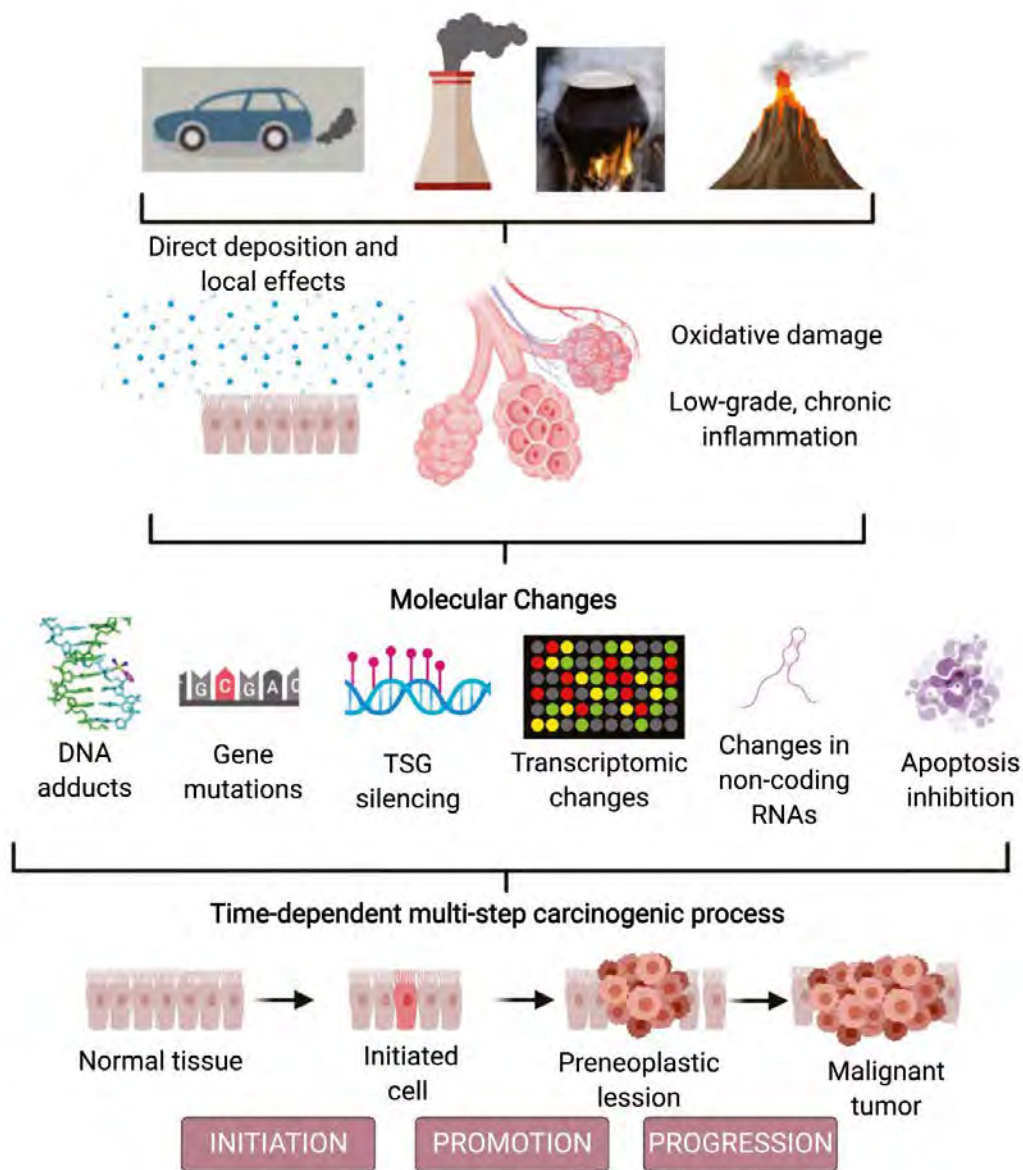 Direct deposition and
local effects
Oxidative damage
Low-grade, chronic
inflammation
Molecular Changes
G C G A C
DNA
adducts
Gene
mutations
TSG
silencing
Transcriptomic
changes
Changes in
non-coding
RNAs
Apoptosis
inhibition
Time-dependent multi-step carcinogenic process
Normal tissue
Initiated
cell
Preneoplastic
lession
Malignant
tumor
INITIATION
PROMOTION
PROGRESSION